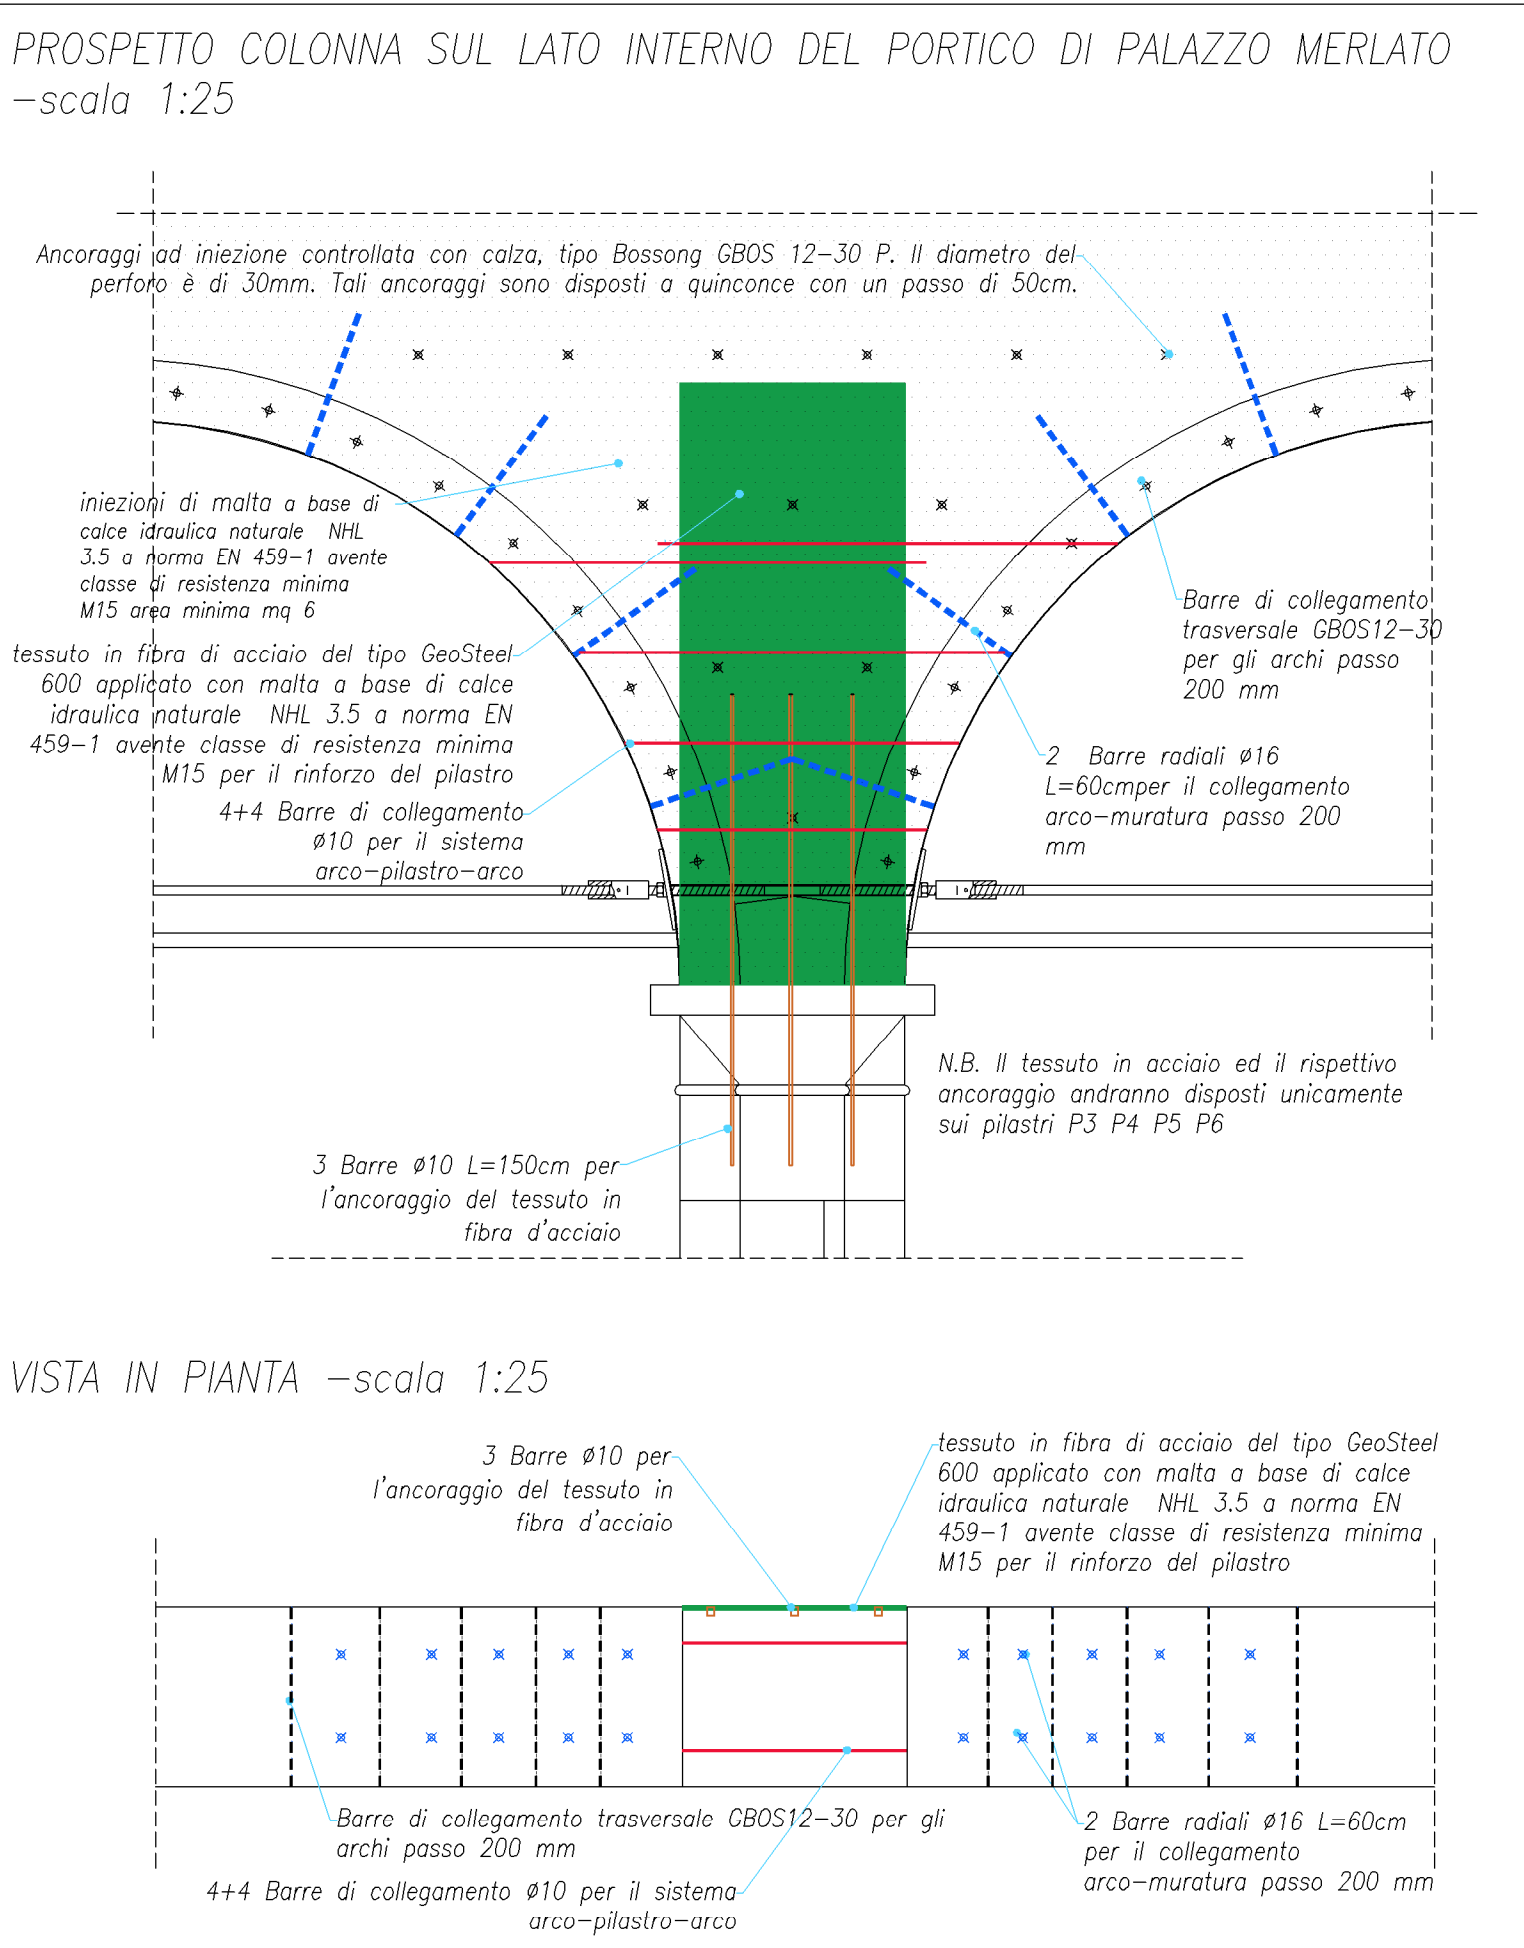 PROSPETTO COLONNA SUL LATO INTERNO DEL PORTICO DI PALAZZO MERLATO
-scala 1:25
Ancoraggi ad iniezione controllata con calza, tipo Bossong GBOS 12-30 P. Il diametro del
perforo è di 30mm. Tali ancoraggi sono disposti a quinconce con un passo di 50cm.
iniezioni di malta a base di
calce idraulica naturale NHL
3.5 a norma EN 459-1 avente
classe di resistenza minima
M15 area minima mq 6
tessuto in fibra di acciaio del tipo GeoSteel
600 applicato con malta a base di calce
idraulica naturale NHL 3.5 a norma EN
459-1 avente classe di resistenza minima
M15 per il rinforzo del pilastro
4+4 Barre di collegamento
ø10 per il sistema
arco-pilastro-arco
Barre di collegamento
trasversale GBOS12-30
per gli archi passo
200 mm
2 Barre radiali ø16
L=60cmper il collegamento
arco-muratura passo 200
mm
N.B. Il tessuto in acciaio ed il rispettivo
ancoraggio andranno disposti unicamente
sui pilastri P3 P4 P5 P6
3 Barre ø10 L=150cm per
l'ancoraggio del tessuto in
fibra d'acciaio
VISTA IN PIANTA -scala 1:25
3 Barre ø10 per
l'ancoraggio del tessuto in
fibra d'acciaio
tessuto in fibra di acciaio del tipo GeoSteel
600 applicato con malta a base di calce
idraulica naturale NHL 3.5 a norma EN
459-1 avente classe di resistenza minima
M15 per il rinforzo del pilastro
Barre di collegamento trasversale GBOS12-30 per gli
archi passo 200 mm
4+4 Barre di collegamento ø10 per il sistema
arco-pilastro-arco
2 Barre radiali ø16 L=60cm
per il collegamento
arco-muratura passo 200 mm